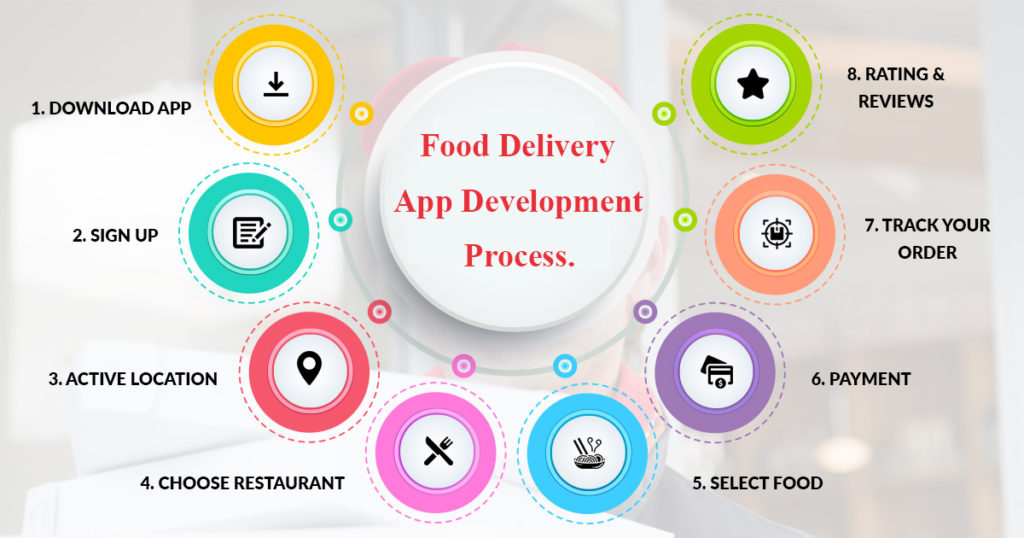 Food Delivery
App Development
Process.
1. DOWNLOAD APP
2. SIGN UP
3. ACTIVE LOCATION
4. CHOOSE RESTAURANT
5. SELECT FOOD
6. PAYMENT
7. TRACK YOUR
ORDER
8. RATING &
REVIEWS